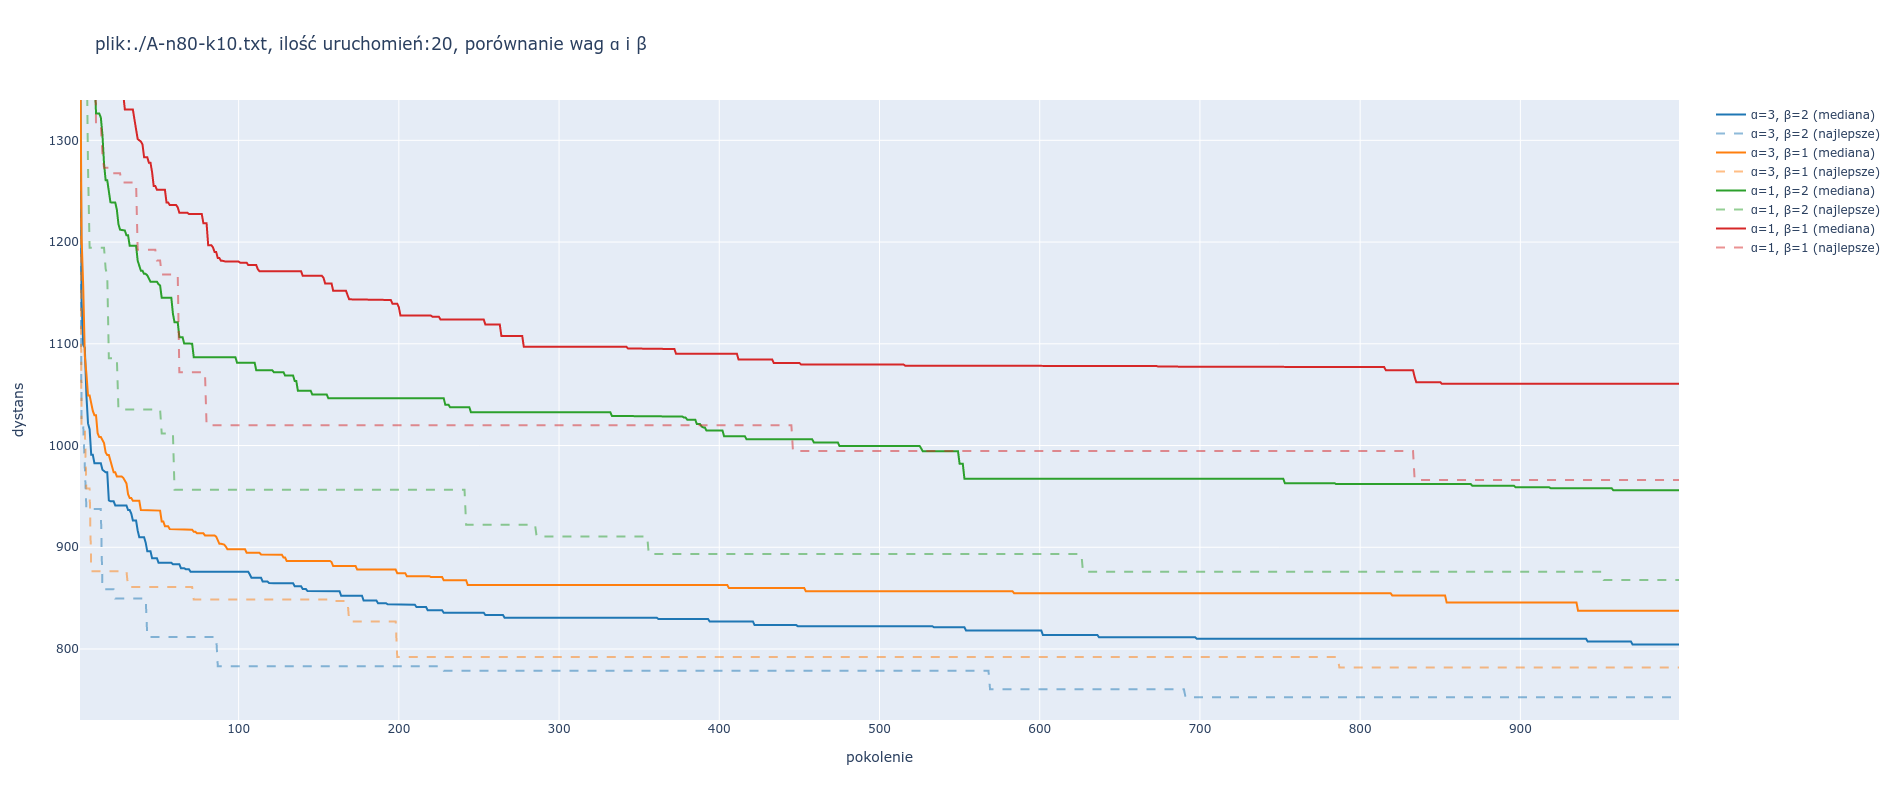 plik:./A-n80-k10.txt, ilość uruchomień:20, porównanie wag α i β
1300
1200
1100
1000
900
800
dystans
100 200 300 400 500 600 700 800 900
pokolenie
α=3, β=2 (mediana)
α=3, β=2 (najlepsze)
α=3, β=1 (mediana)
α=3, β=1 (najlepsze)
α=1, β=2 (mediana)
α=1, β=2 (najlepsze)
α=1, β=1 (mediana)
α=1, β=1 (najlepsze)